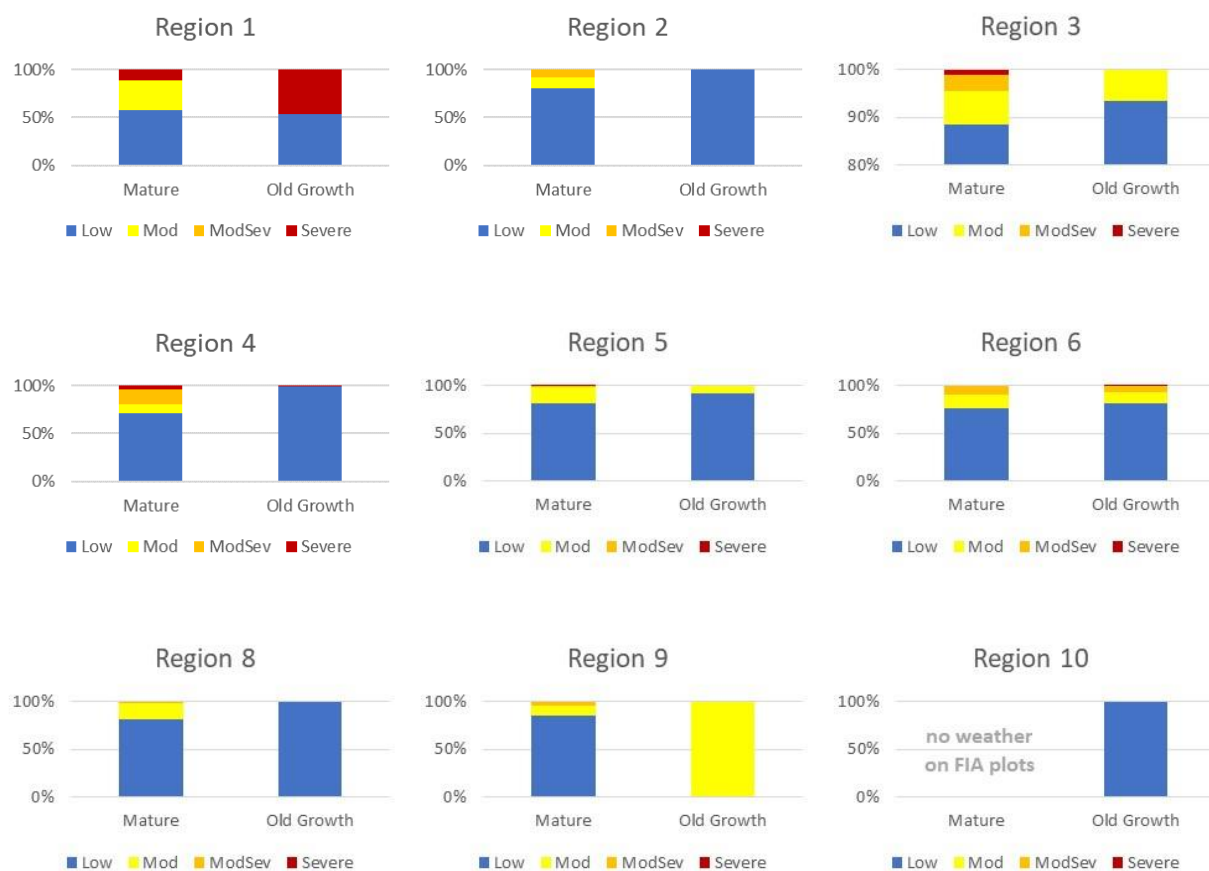 Region 1
100%
50%
0%
Mature
Old Growth
Low Mod ModSev Severe
Region 2
100%
50%
0%
Mature
Old Growth
Low Mod ModSev Severe
Region 3
100%
90%
80%
Mature
Old Growth
Low Mod ModSev Severe
Region 4
100%
50%
0%
Mature
Old Growth
Low Mod ModSev Severe
Region 5
100%
50%
0%
Mature
Old Growth
Low Mod ModSev Severe
Region 6
100%
50%
0%
Mature
Old Growth
Low Mod ModSev Severe
Region 8
100%
50%
0%
Mature
Old Growth
Low Mod ModSev Severe
Region 9
100%
50%
0%
Mature
Old Growth
Low Mod ModSev Severe
Region 10
100%
50%
0%
no weather
on FIA plots
Mature
Old Growth
Low Mod ModSev Severe